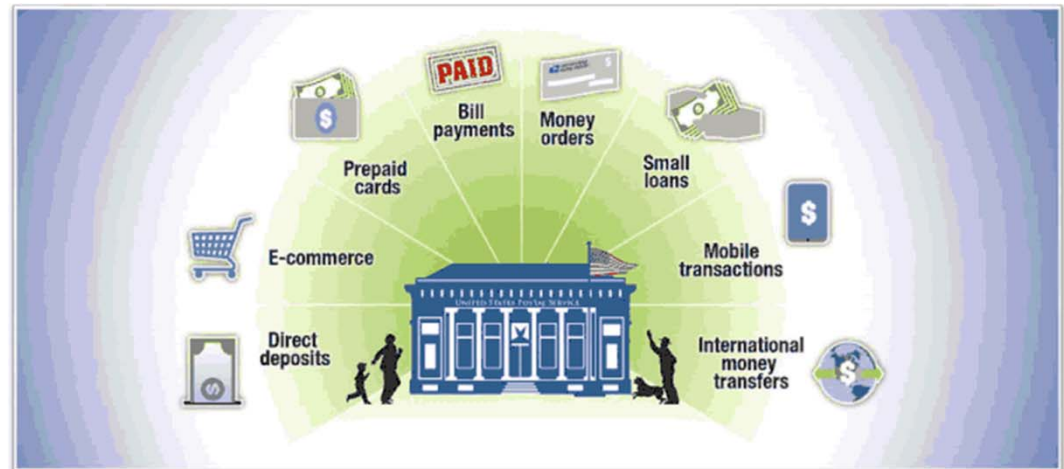 PAID
Bill
payments
$
Money
orders
$
Prepaid
cards
Small
loans
E-commerce
$
Mobile
transactions
UNITED STATES POSTAL SERVICE
Direct
deposits
$
International
money
transfers
$